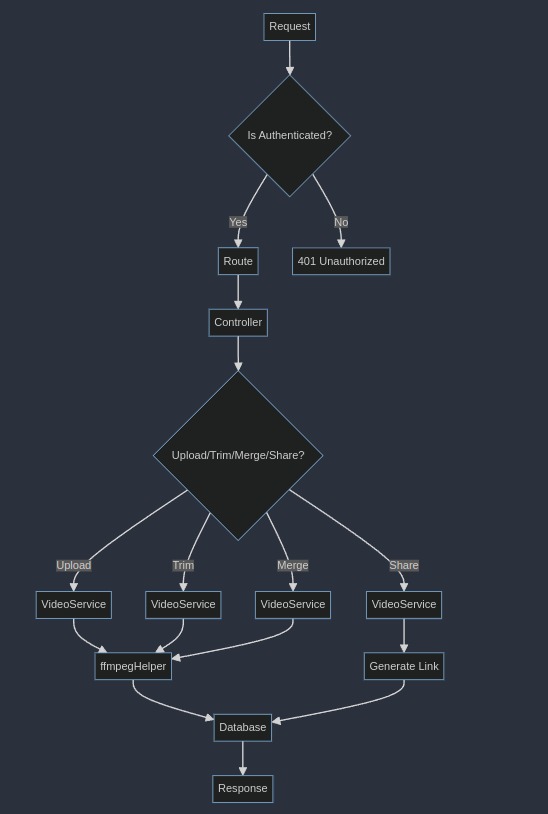 Request
Is Authenticated?
Yes
No
Route
401 Unauthorized
Controller
Upload/Trim/Merge/Share?
Upload
Trim
Merge
Share
VideoService
VideoService
VideoService
VideoService
ffmpegHelper
Generate Link
Database
Response